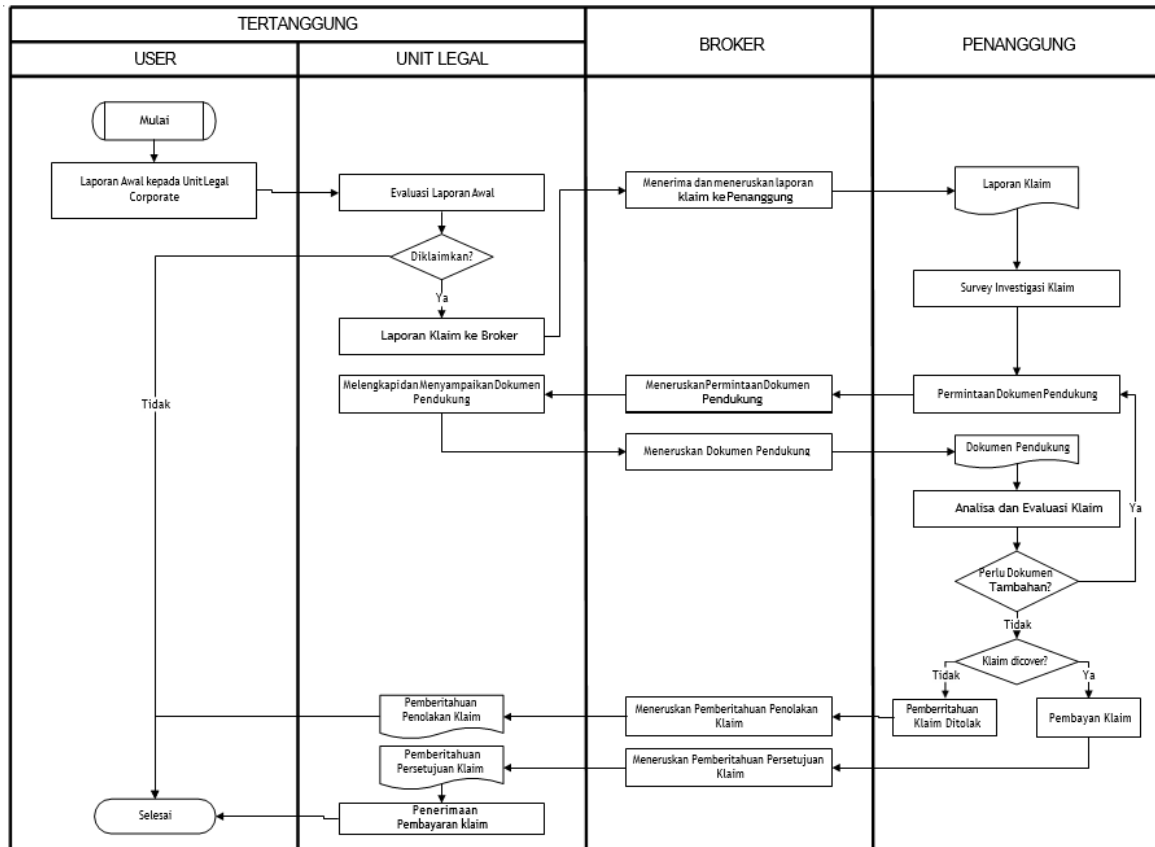 TERTANGGUNG
BROKER
PENANGGUNG
USER
UNIT LEGAL
Mulai
Laporan Awal kepada Unit Legal
Corporate
Evaluasi Laporan Awal
Menerima dan meneruskan laporan
klaim ke Penanggung
Laporan Klaim
Diklaimkan?
Ya
Survey Investigasi Klaim
Laporan Klaim ke Broker
Tidak
Melengkapi dan Menyampaikan Dokumen
Pendukung
Meneruskan Permintaan Dokumen
Pendukung
Permintaan Dokumen Pendukung
Meneruskan Dokumen Pendukung
Dokumen Pendukung
Analisa dan Evaluasi Klaim
Ya
Perlu Dokumen
Tambahan?
Tidak
Klaim dicover?
Tidak
Ya
Pemberitahuan
Penolakan Klaim
Meneruskan Pemberitahuan Penolakan
Klaim
Pemberritahuan
Klaim Ditolak
Pembayan Klaim
Pemberitahuan
Persetujuan Klaim
Meneruskan Pemberitahuan Persetujuan
Klaim
Selesai
Penerimaan
Pembayaran klaim